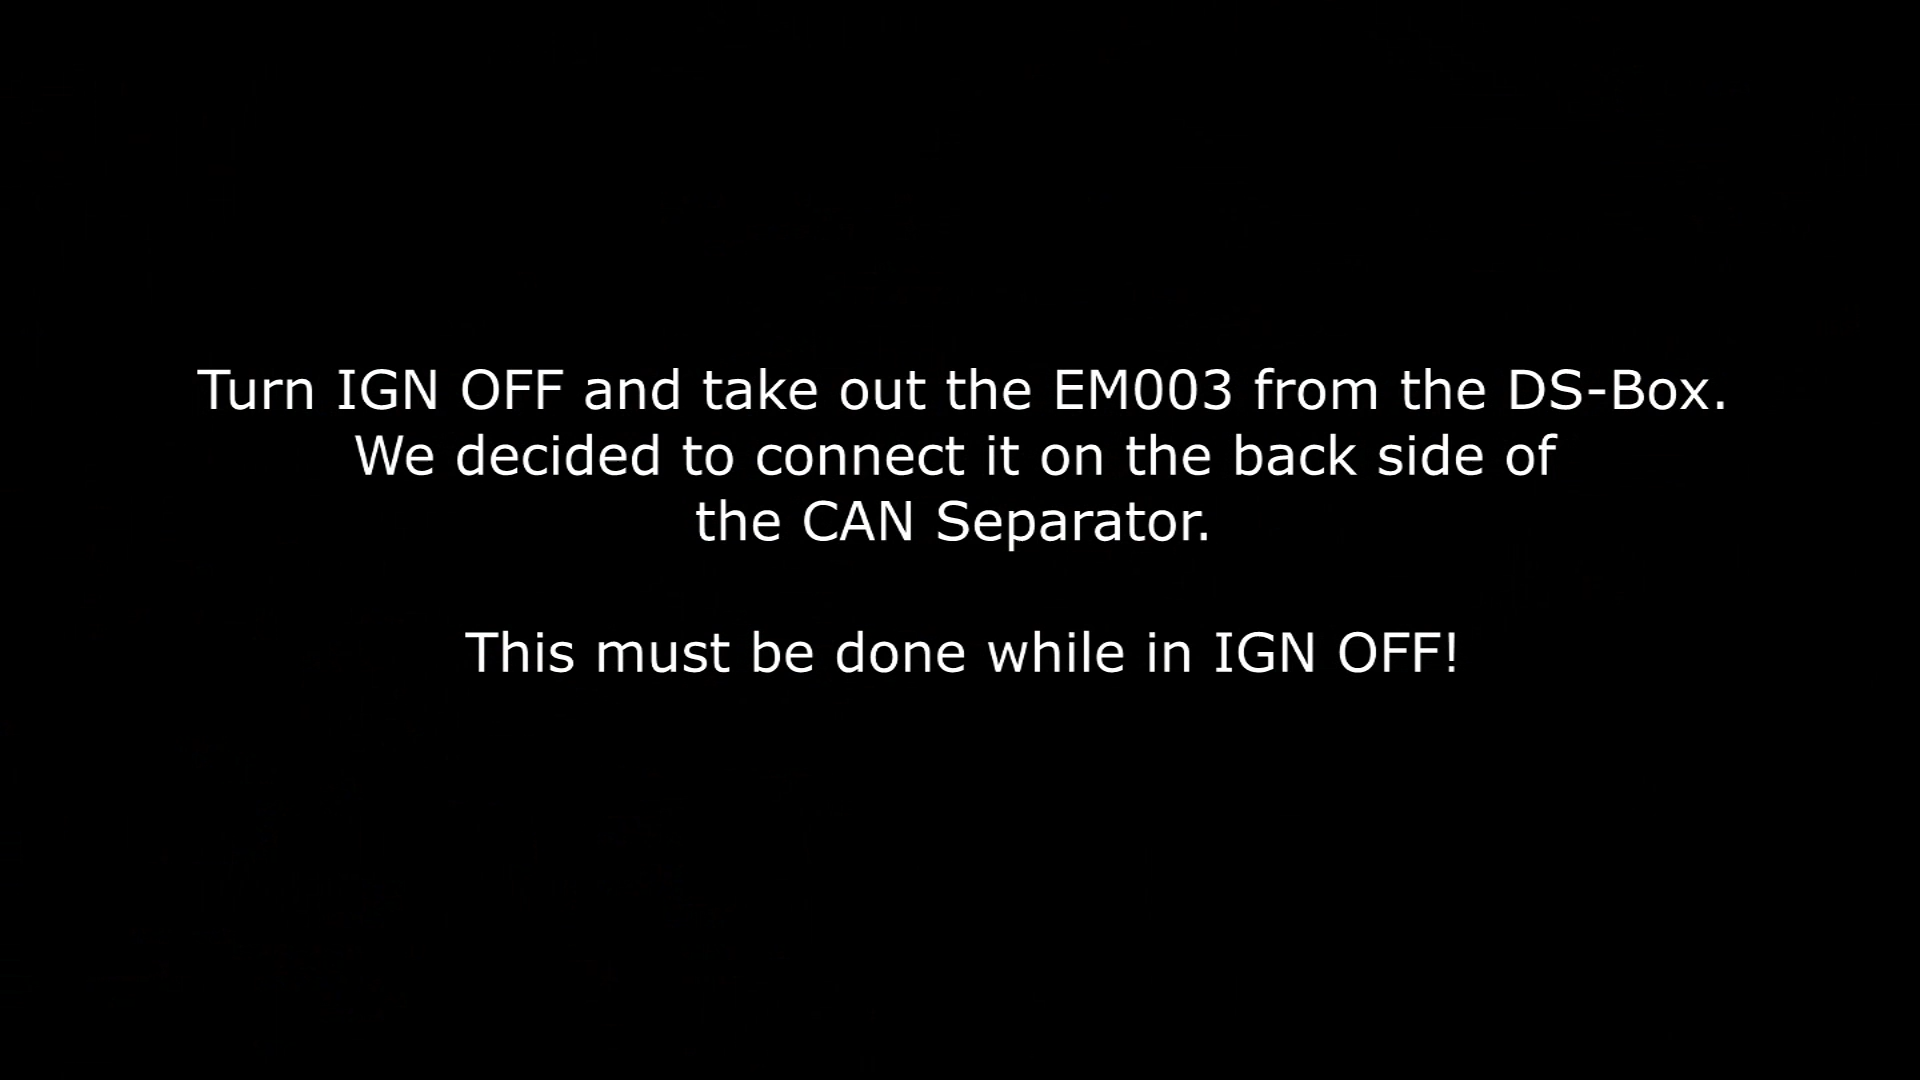 Turn IGN OFF and take out the EM003 from the DS-Box.
We decided to connect it on the back side of
the CAN Separator.
This must be done while in IGN OFF!